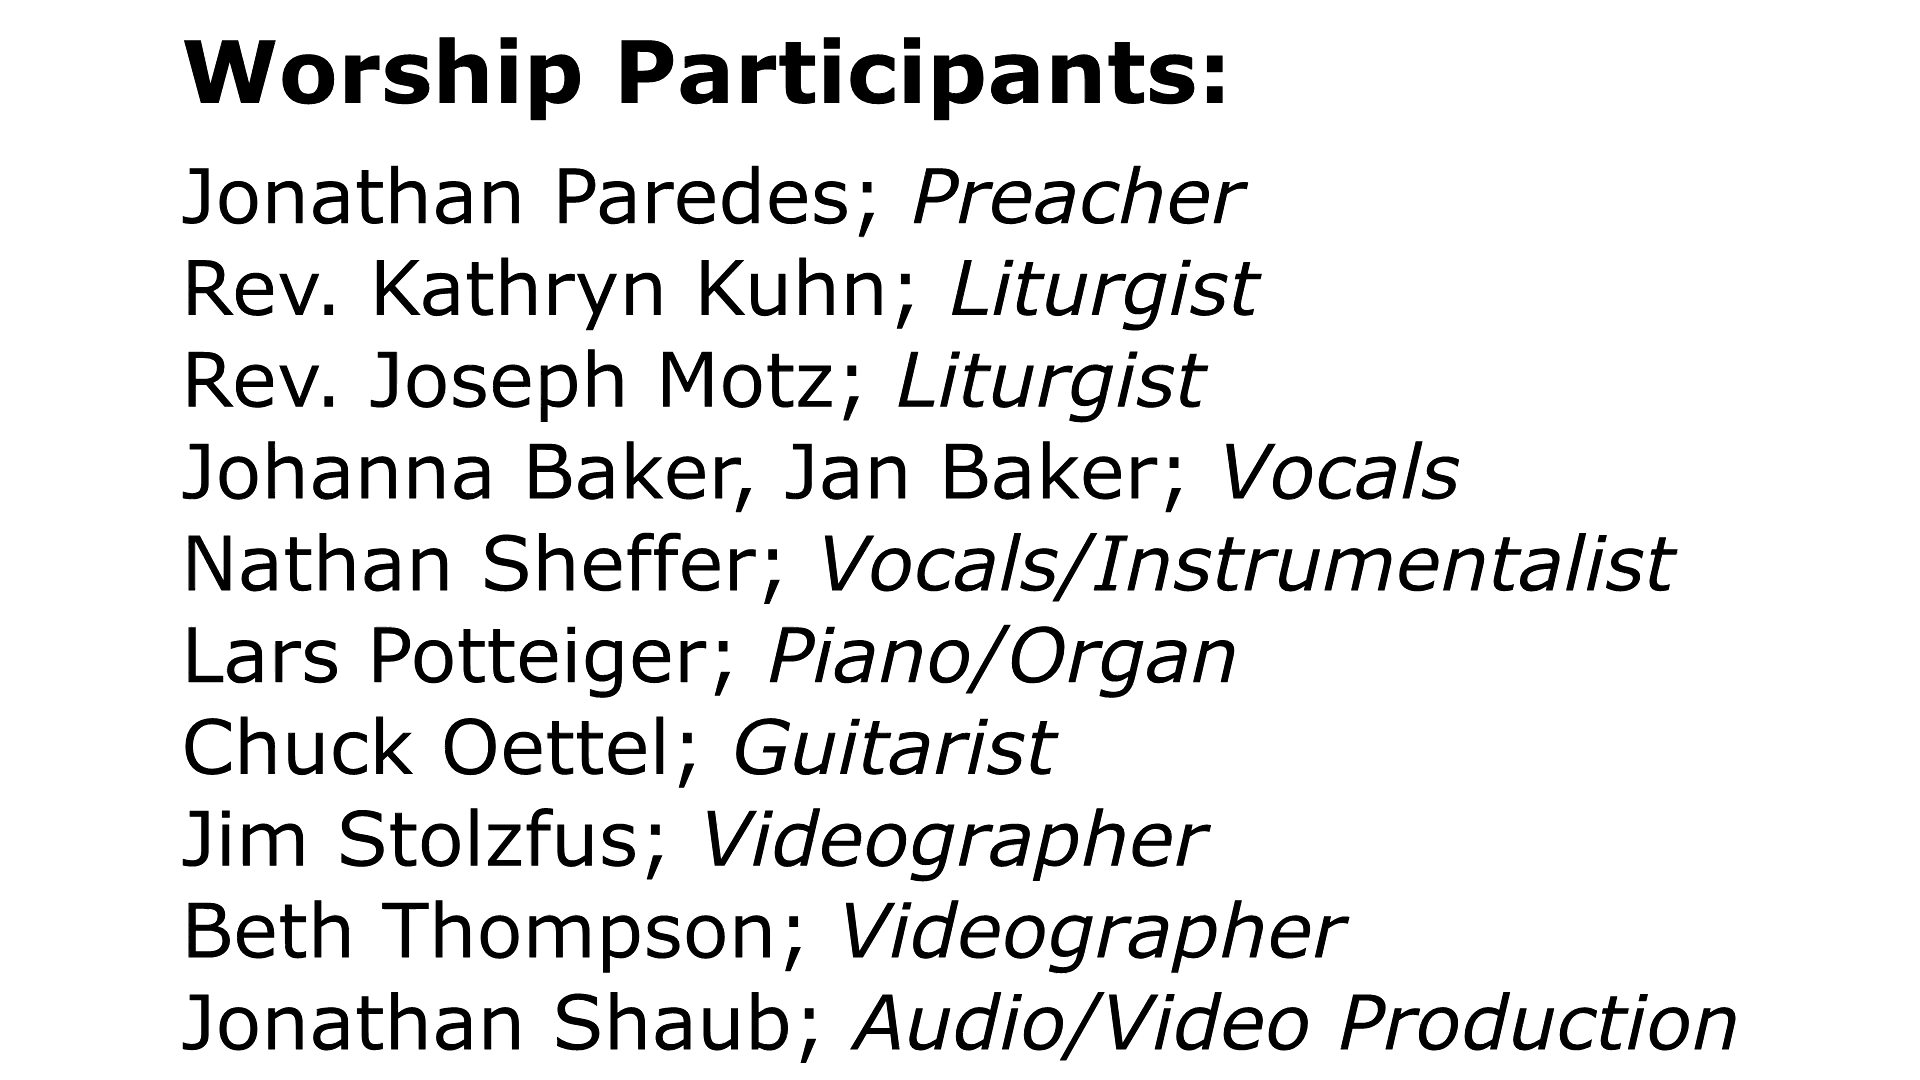 Worship Participants:
Jonathan Paredes; Preacher
Rev. Kathryn Kuhn; Liturgist
Rev. Joseph Motz; Liturgist
Johanna Baker, Jan Baker; Vocals
Nathan Sheffer; Vocals/Instrumentalist
Lars Potteiger; Piano/Organ
Chuck Oettel; Guitarist
Jim Stolzfus; Videographer
Beth Thompson; Videographer
Jonathan Shaub; Audio/Video Production